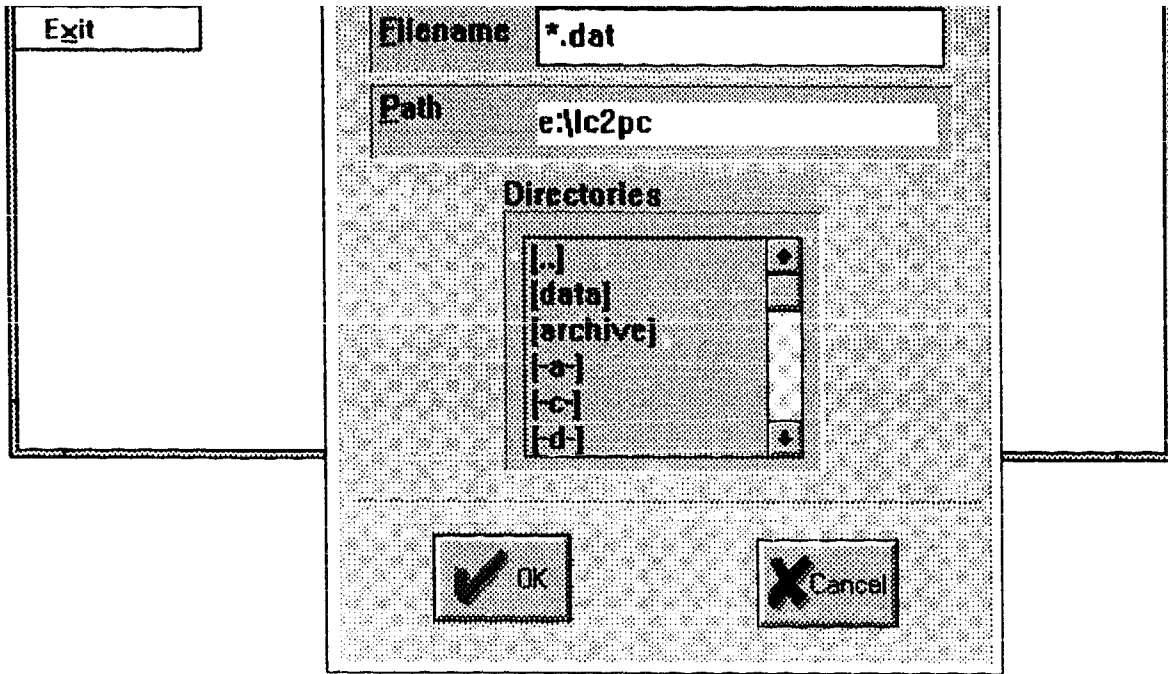 Exit
Filename *.dat
Path e:\lc2pc
Directories
[..]
[data]
[archive]
[-a-]
[-c-]
[-d-]
OK
Cancel